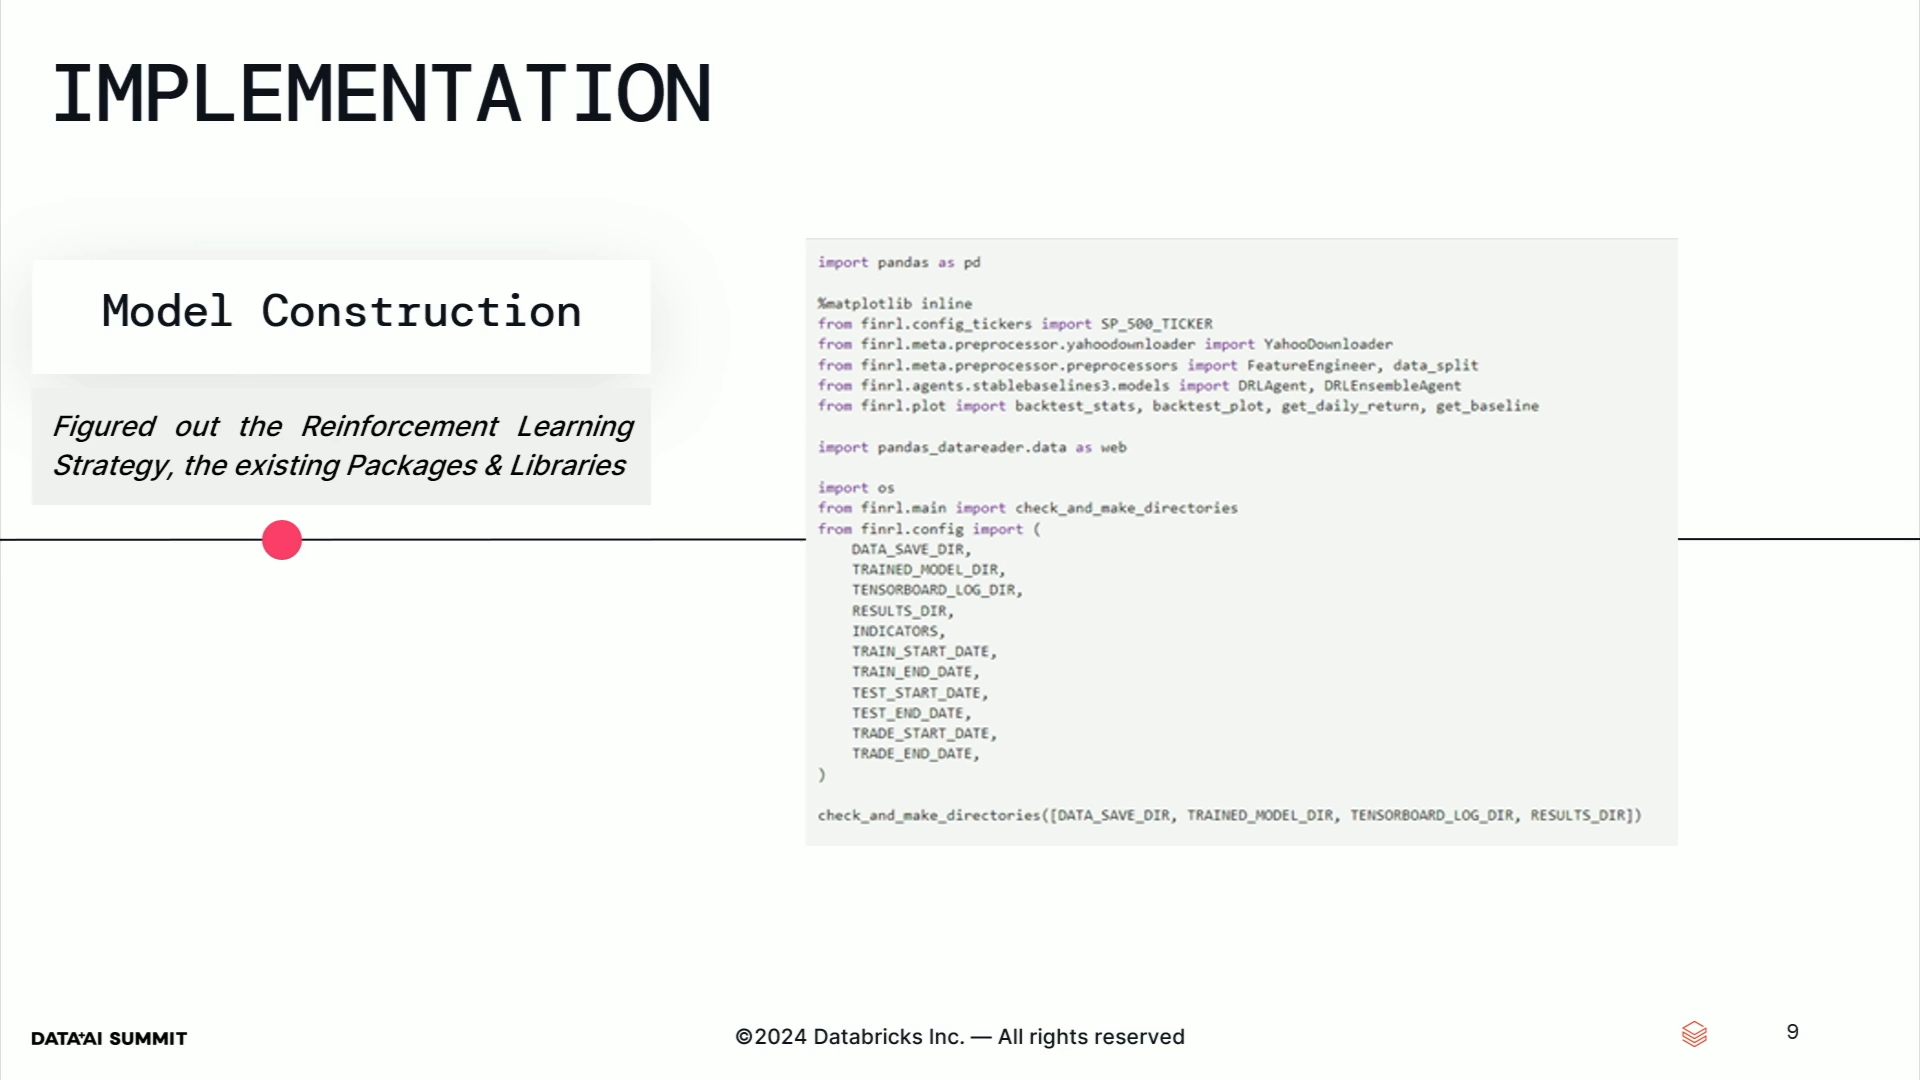 IMPLEMENTATION
Model Construction
Figured out the Reinforcement Learning
Strategy, the existing Packages & Libraries
import pandas as pd
%matplotlib inline
from finrl.config_tickers import SP_500_TICKER
from finrl.meta.preprocessor.yahoodownloader import YahooDownloader
from finrl.meta.preprocessor.preprocessors import FeatureEngineer, data_split
from finrl.agents.stablebaselines3.models import DRLAgent, DRLEnsembleAgent
from finrl.plot import backtest_stats, backtest_plot, get_daily_return, get_baseline
import pandas_datareader.data as web
import os
from finrl.main import check_and_make_directories
from finrl.config import (
    DATA_SAVE_DIR,
    TRAINED_MODEL_DIR,
    TENSORBOARD_LOG_DIR,
    RESULTS_DIR,
    INDICATORS,
    TRAIN_START_DATE,
    TRAIN_END_DATE,
    TEST_START_DATE,
    TEST_END_DATE,
    TRADE_START_DATE,
    TRADE_END_DATE,
)
check_and_make_directories([DATA_SAVE_DIR, TRAINED_MODEL_DIR, TENSORBOARD_LOG_DIR, RESULTS_DIR])
DATA+AI SUMMIT
©2024 Databricks Inc. — All rights reserved
9